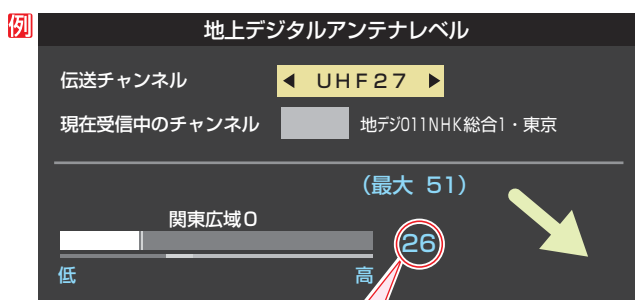 例
地上デジタルアンテナレベル
伝送チャンネル
◀ UHF27 ▶
現在受信中のチャンネル
地デジ011NHK総合1・東京
(最大 51)
関東広域0
26
低
高